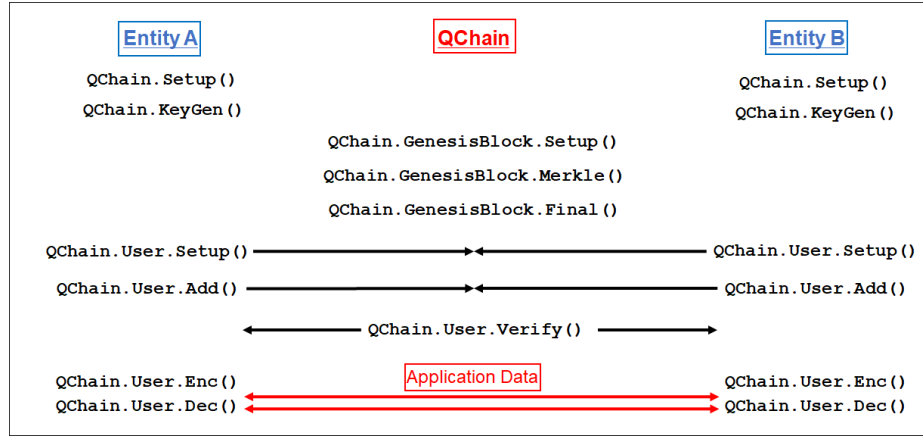 Entity A QChain Entity B
QChain.Setup() QChain.Setup()
QChain.KeyGen() QChain.KeyGen()
QChain.GenesisBlock.Setup()
QChain.GenesisBlock.Merkle()
QChain.GenesisBlock.Final()
QChain.User.Setup() QChain.User.Setup()
QChain.User.Add() QChain.User.Add()
QChain.User.Verify()
Application Data
QChain.User.Enc() QChain.User.Enc()
QChain.User.Dec() QChain.User.Dec()